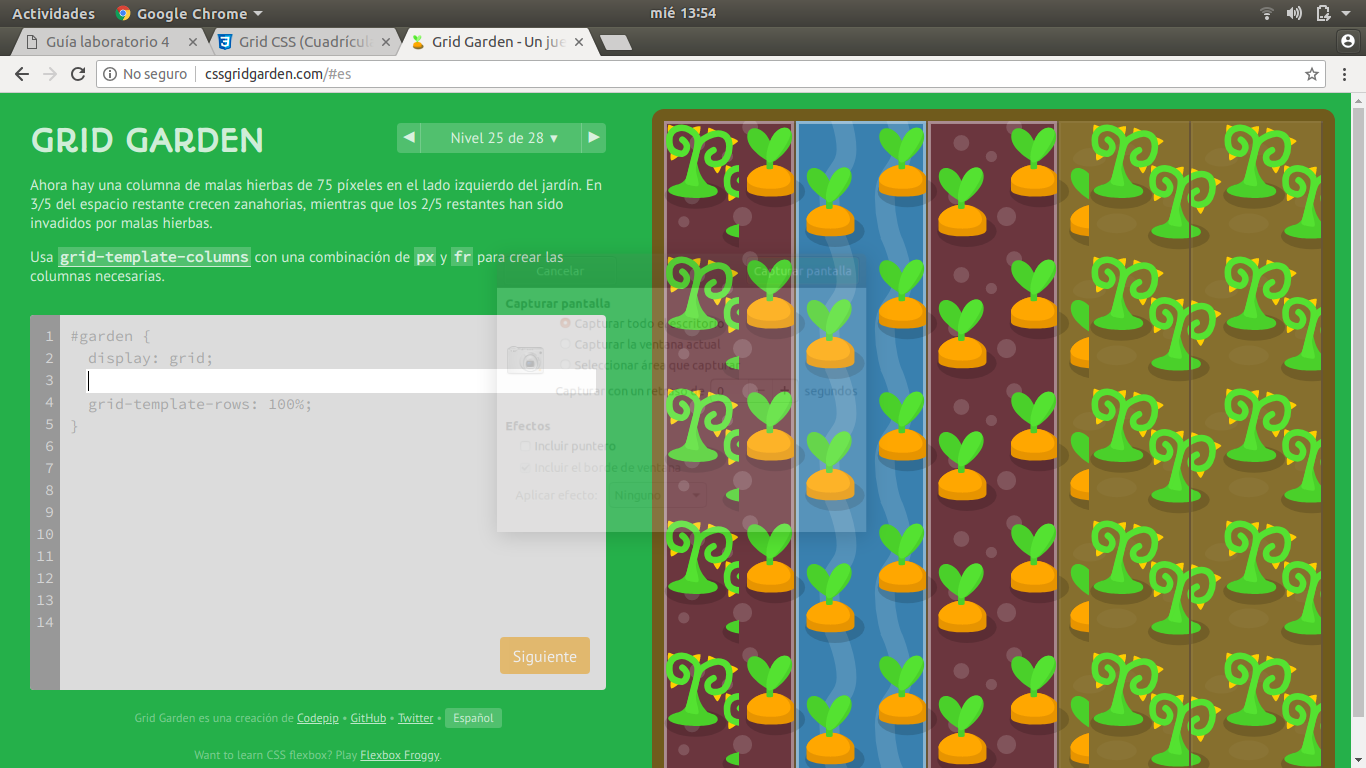 Actividades
Google Chrome
mié 13:54
Guía laboratorio 4
Grid CSS (Cuadrícul
Grid Garden - Un jue
No seguro
cssgridgarden.com/#es
GRID GARDEN
Nivel 25 de 28 ▼
Ahora hay una columna de malas hierbas de 75 píxeles en el lado izquierdo del jardín. En
3/5 del espacio restante crecen zanahorias, mientras que los 2/5 restantes han sido
invadidos por malas hierbas.
Usa grid-template-columns con una combinación de px y fr para crear las
columnas necesarias.
Cancelar
Capturar pantalla
Capturar pantalla
Capturar todo el escritorio
Capturar la ventana actual
Seleccionar área que capturar
Capturar con un retardo de 0 - + segundos
Efectos
Incluir puntero
Incluir el borde de ventana
Aplicar efecto: Ninguno
1 #garden {
2 display: grid;
3
4 grid-template-rows: 100%;
5 }
6
7
8
9
10
11
12
13
14
Siguiente
Grid Garden es una creación de Codepip • GitHub • Twitter • Español
Want to learn CSS flexbox? Play Flexbox Froggy.